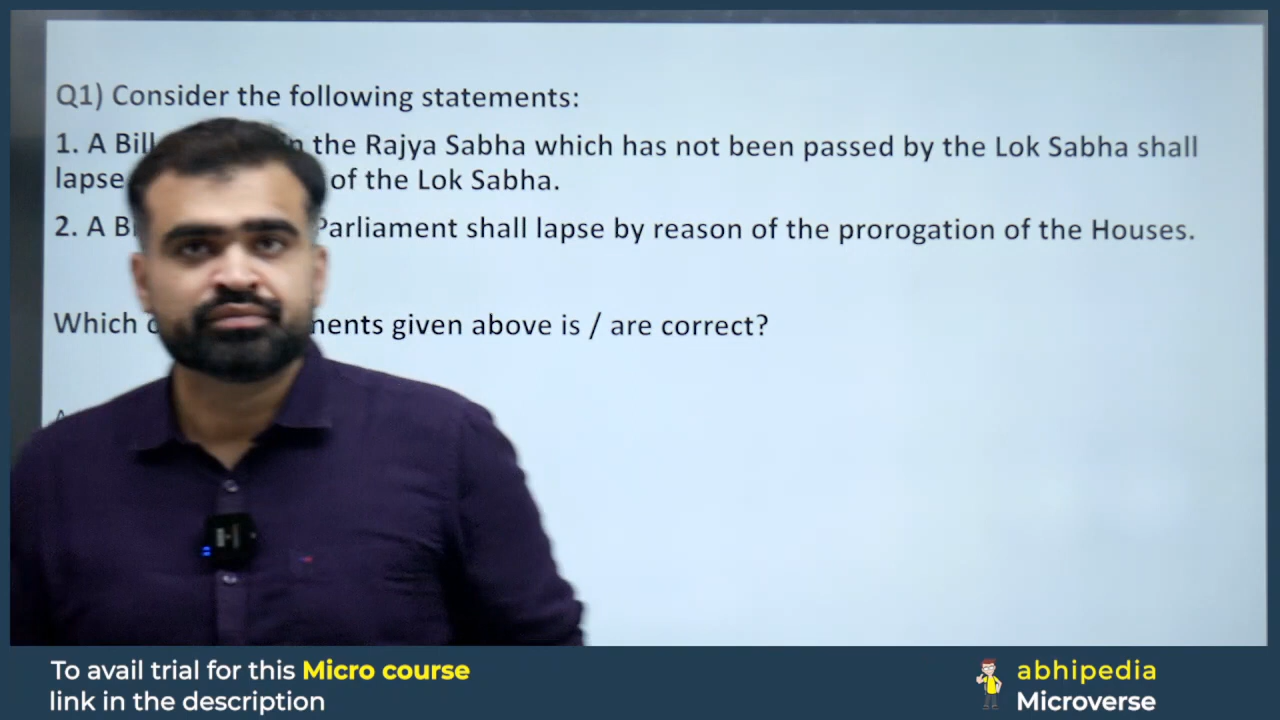 Q1) Consider the following statements:
1. A Bill in the Rajya Sabha which has not been passed by the Lok Sabha shall
lapse of the Lok Sabha.
2. A Parliament shall lapse by reason of the prorogation of the Houses.
Which given above is / are correct?
To avail trial for this Micro course
link in the description
abhipedia
Microverse